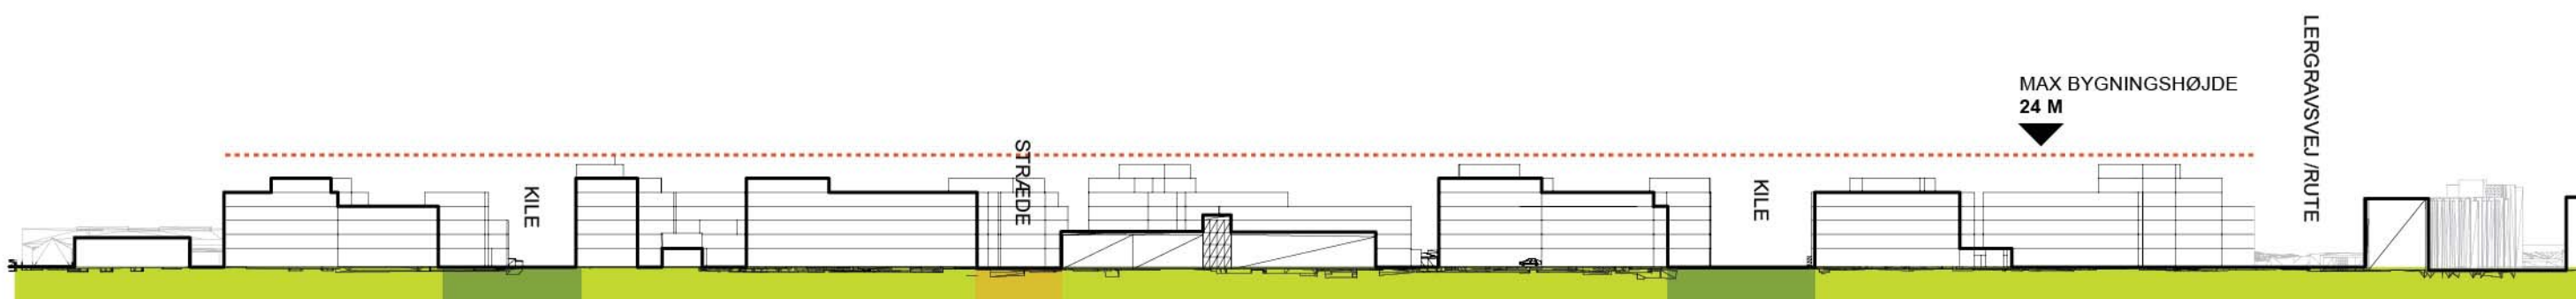 KILE
STRÆDE
KILE
MAX BYGNINGSHØJDE
24 M
LERGRAVSVEJ /RUTE